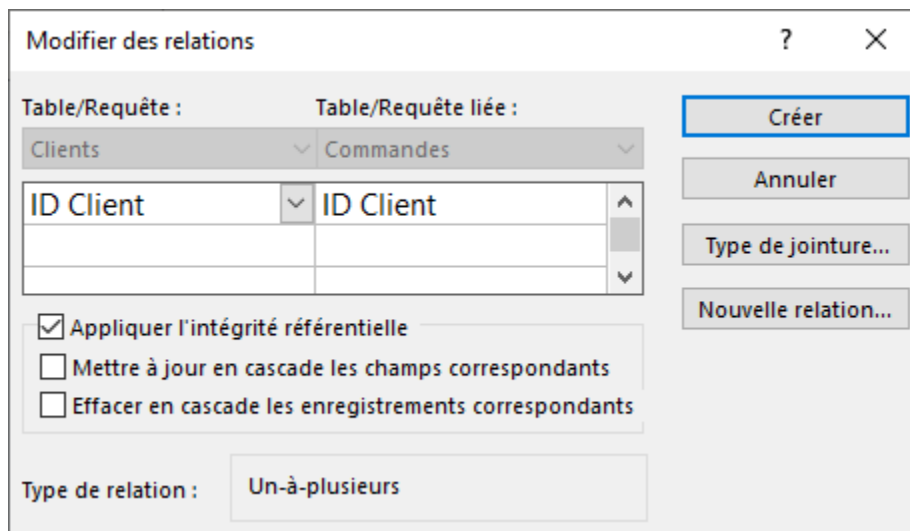 Modifier des relations ?
Table/Requête : Table/Requête liée :
Créer
Clients Commandes
Annuler
ID Client ID Client
Type de jointure...
Nouvelle relation...
Appliquer l'intégrité référentielle
Mettre à jour en cascade les champs correspondants
Effacer en cascade les enregistrements correspondants
Type de relation : Un-à-plusieurs